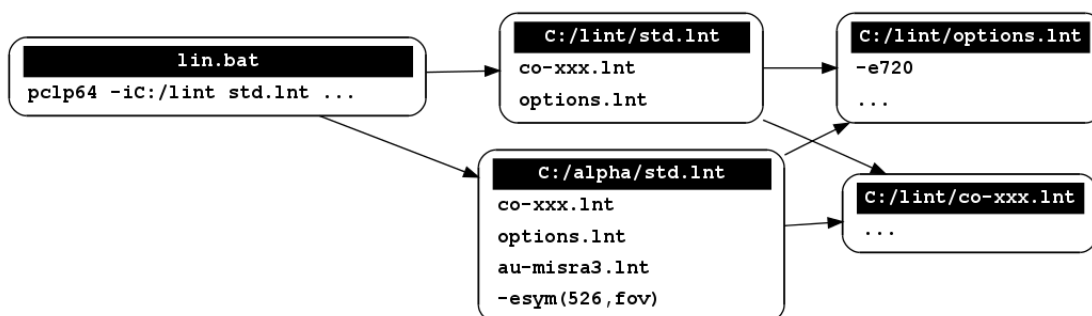 lin.bat
pclp64 -iC:/lint std.lnt ...
C:/lint/std.lnt
co-xxx.lnt
options.lnt
C:/alpha/std.lnt
co-xxx.lnt
options.lnt
au-misra3.lnt
-esym(526,fov)
C:/lint/options.lnt
-e720
...
C:/lint/co-xxx.lnt
...